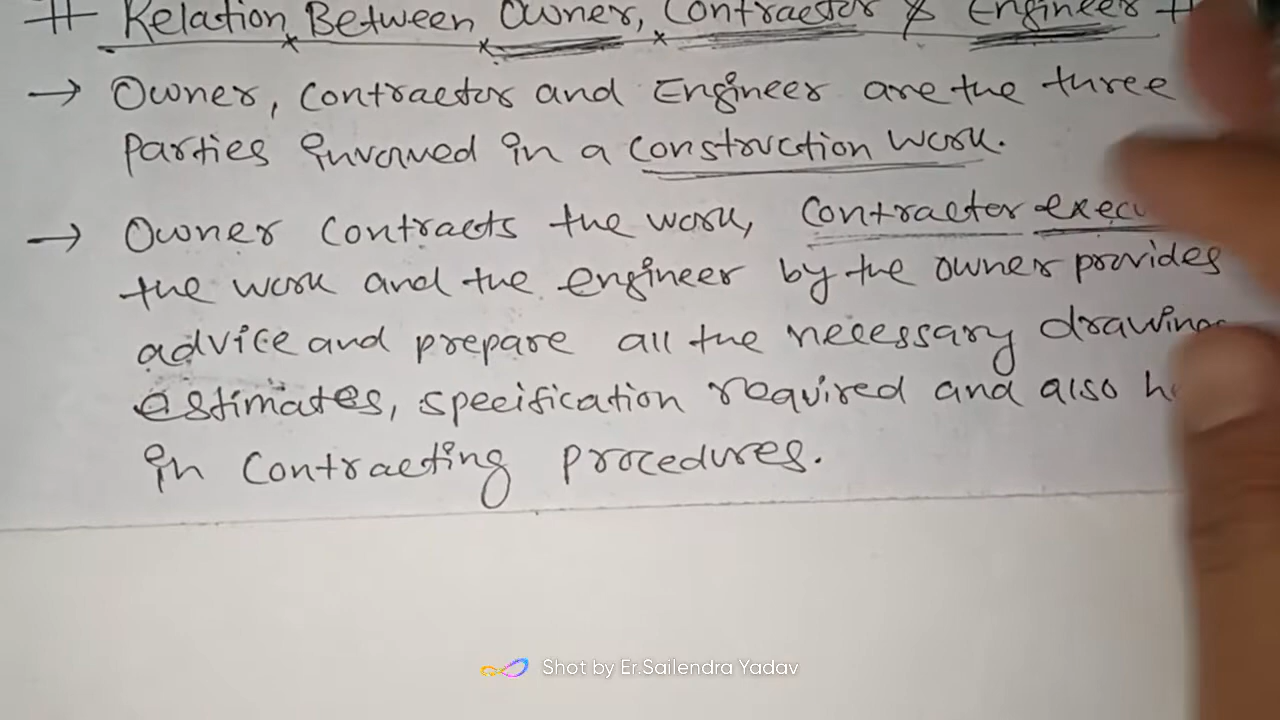 # Relation Between Owner, Contractor & Engineer #
→ Owner, Contractor and Engineer are the three
Parties involved in a construction work.
→ Owner contracts the work, contractor
the work and the engineer by the owner provides
advice and prepare all the necessary
estimates, specification required and also
in contracting procedures.
Shot by Er.Sailendra Yadav